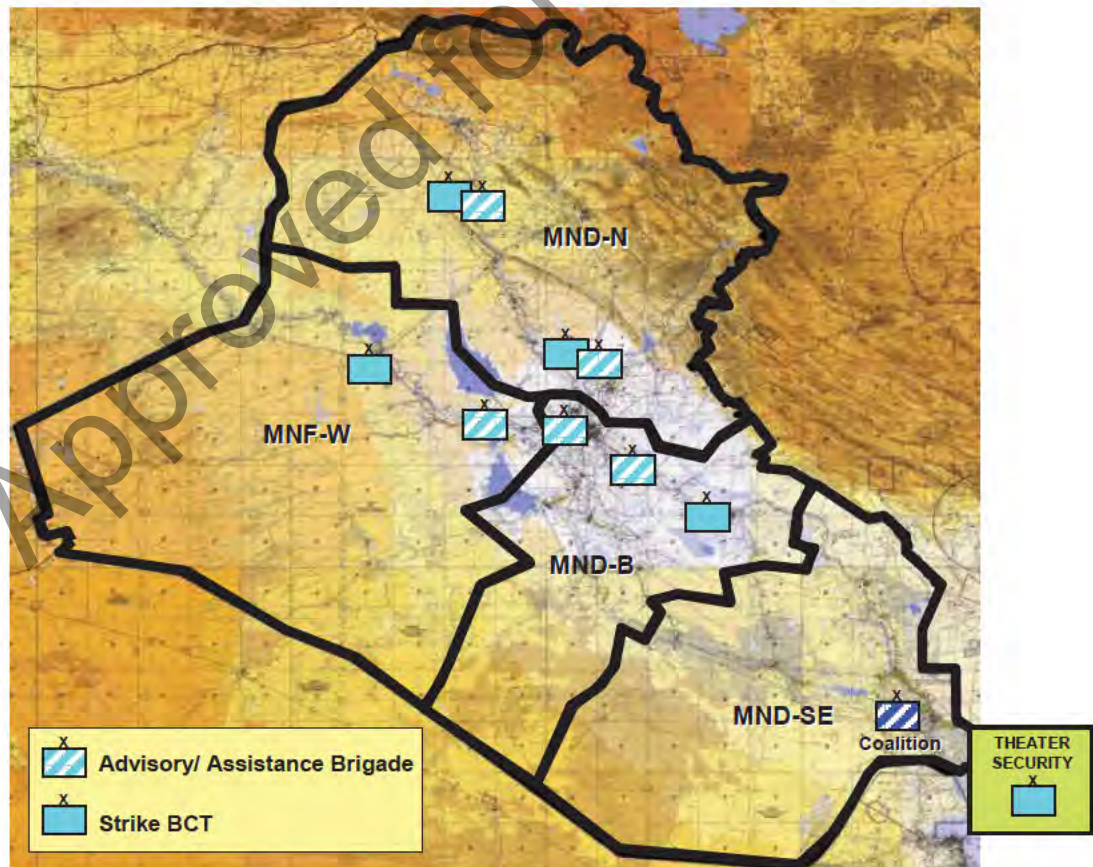 Approved fo
X
X
MND-N
X
X
X
MNF-W
X
X
X
X
MND-B
MND-SE
X
Coalition
THEATER
SECURITY
X
X
Advisory/ Assistance Brigade
X
Strike BCT